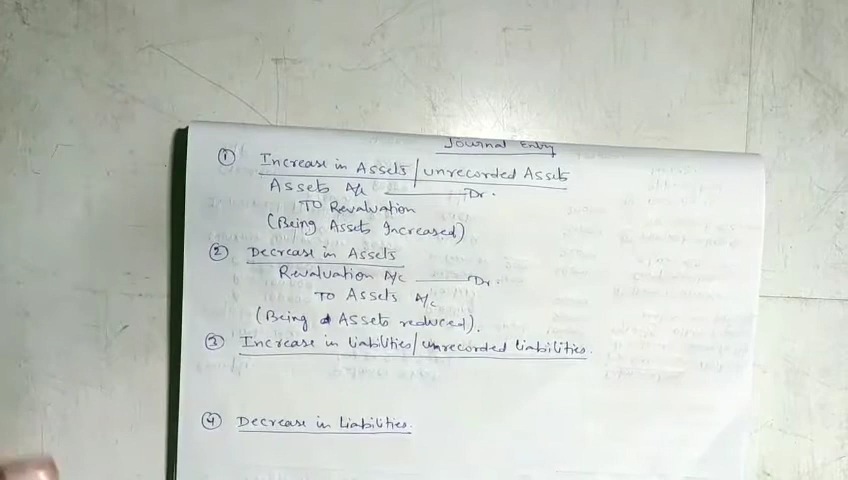 Journal Entry
① Increase in Assets / unrecorded Assets
Assets A/c ———— Dr.
To Revaluation
(Being Assets Increased)
② Decrease in Assets
Revaluation A/c ——— Dr.
To Assets A/c
(Being Assets reduced).
③ Increase in liabilities / unrecorded liabilities.
④ Decrease in Liabilities.